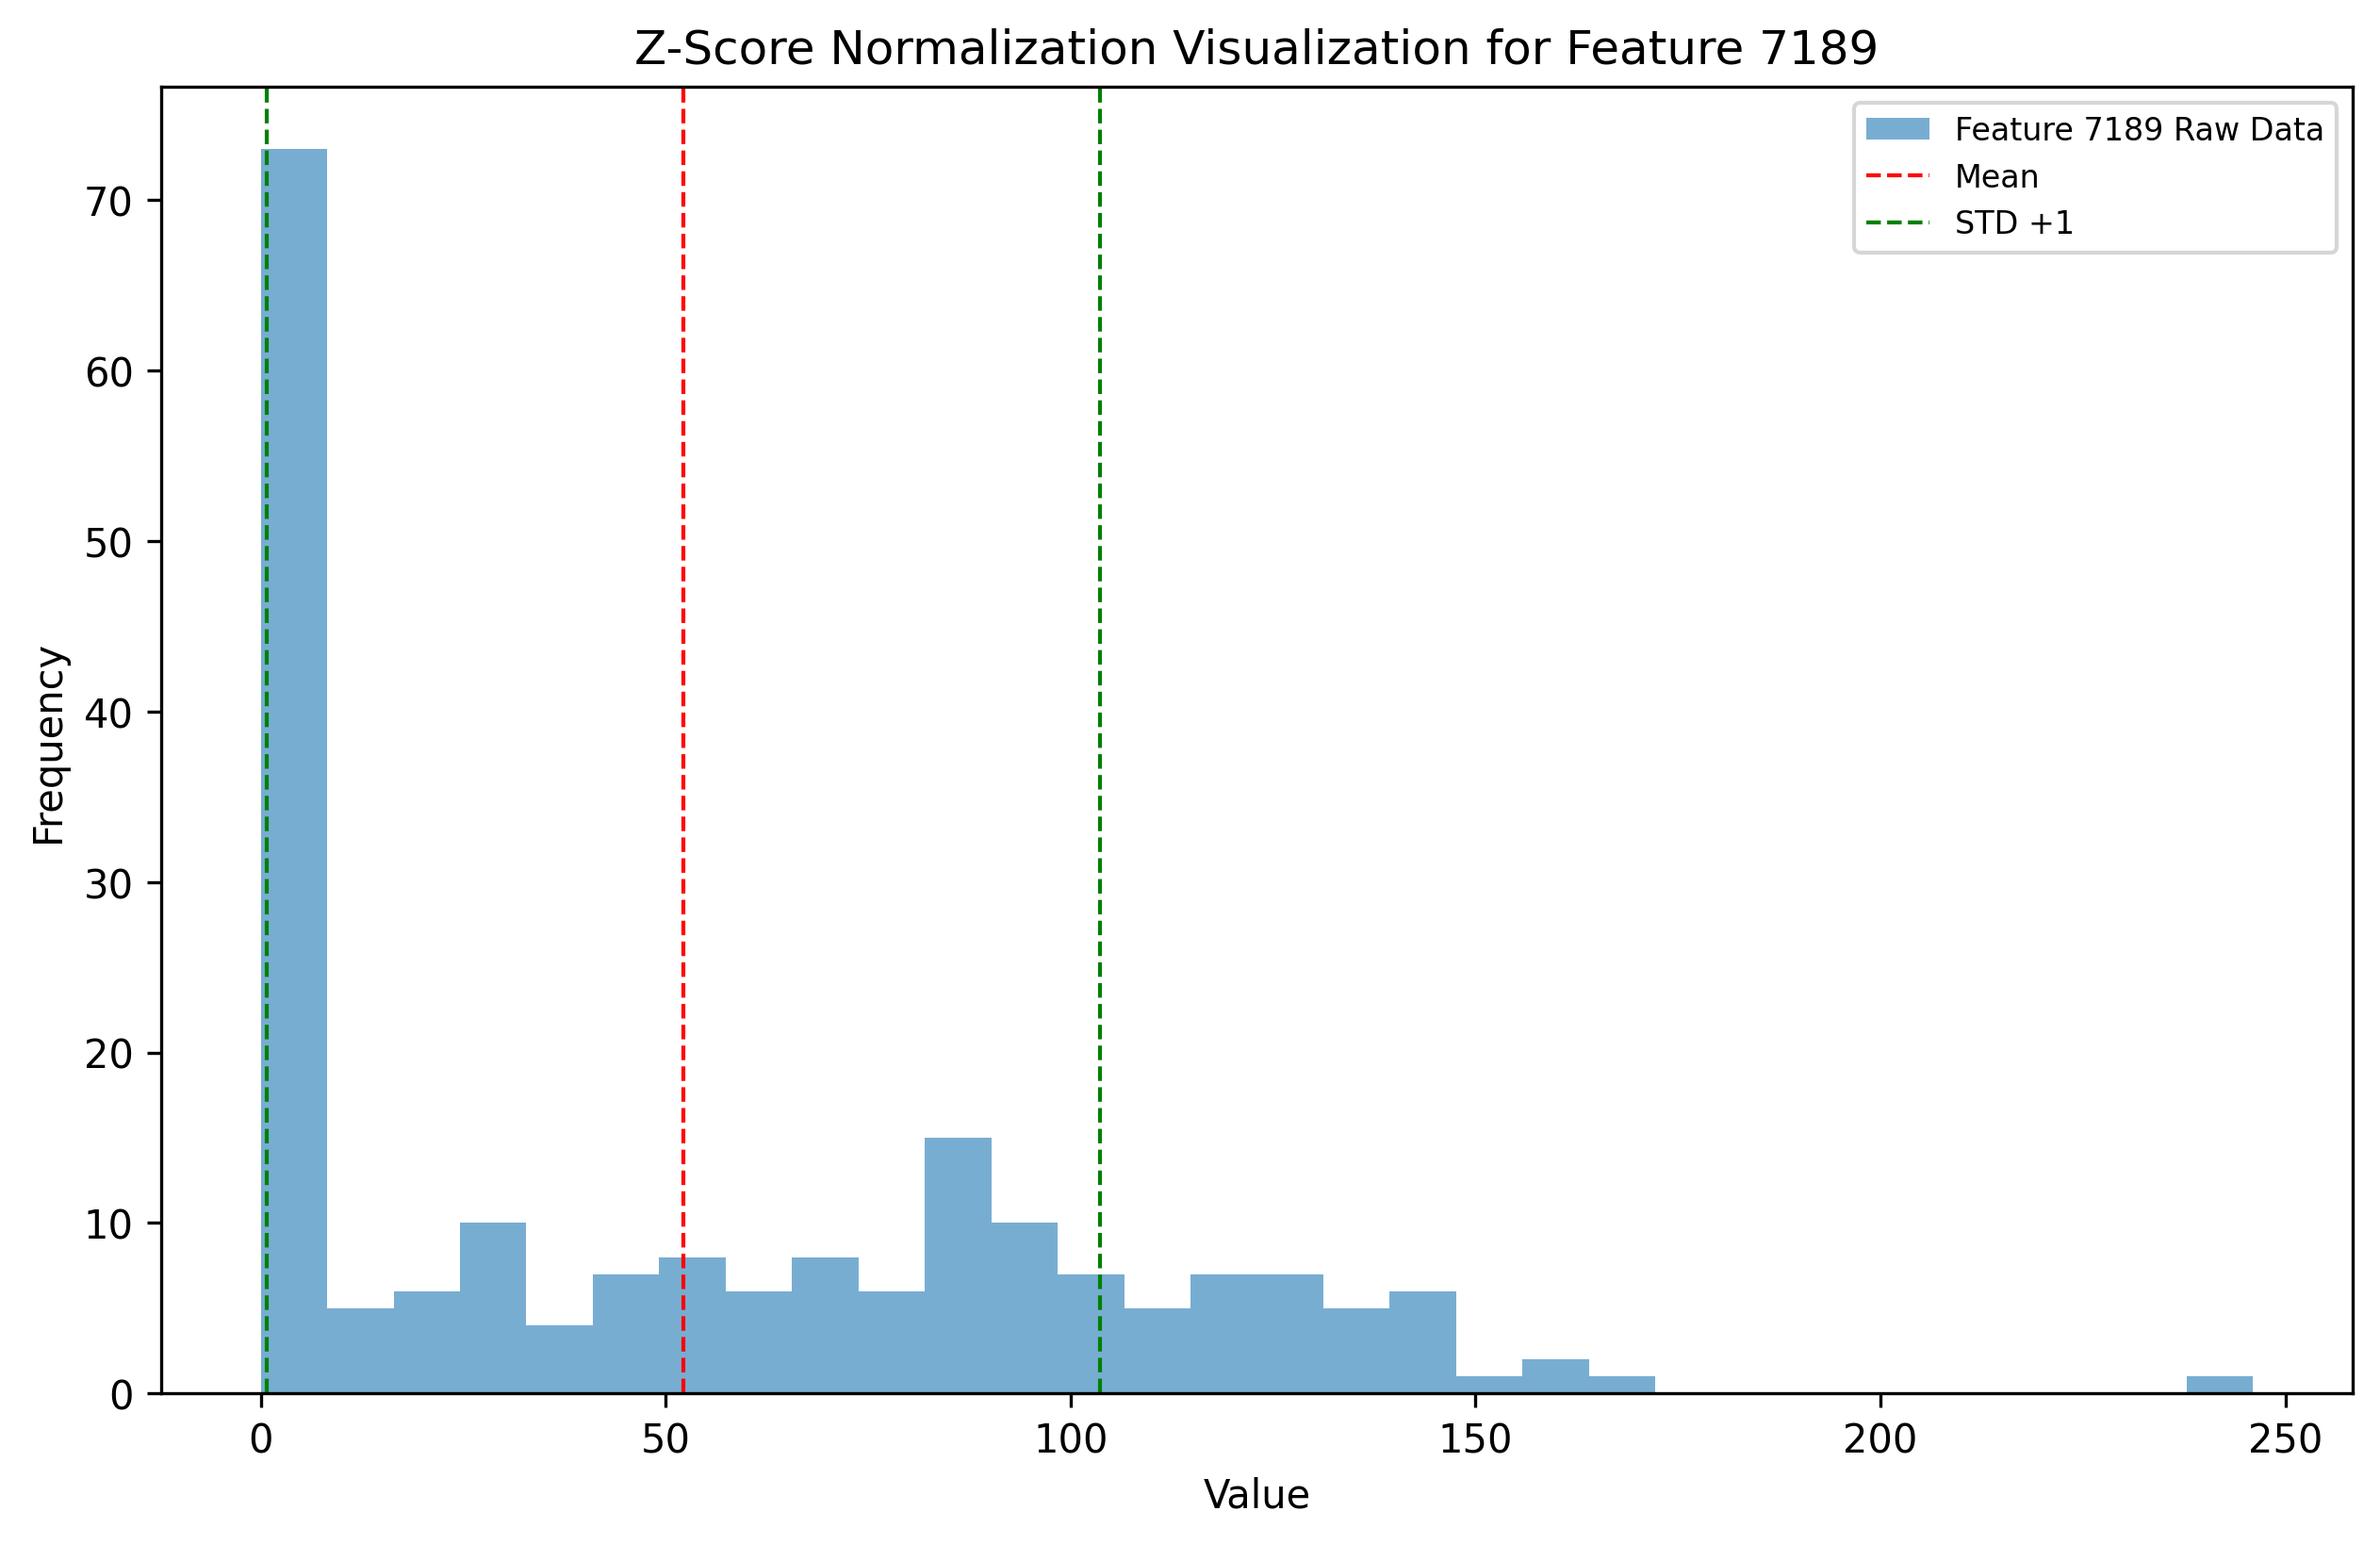 Z-Score Normalization Visualization for Feature 7189
Feature 7189 Raw Data
Mean
STD +1
Frequency
70
60
50
40
30
20
10
0
0 50 100 150 200 250
Value